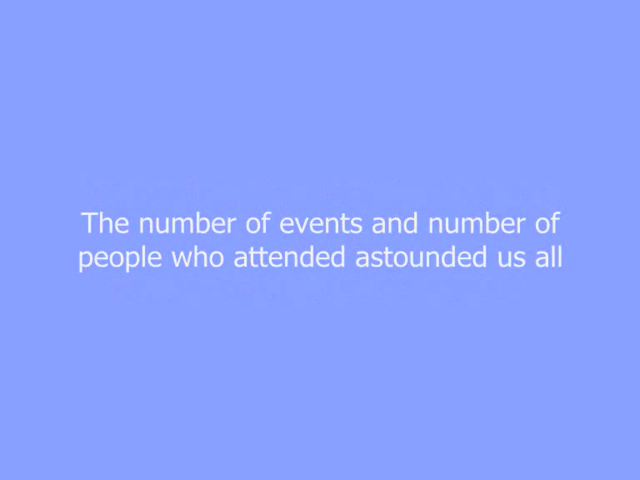 The number of events and number of
people who attended astounded us all